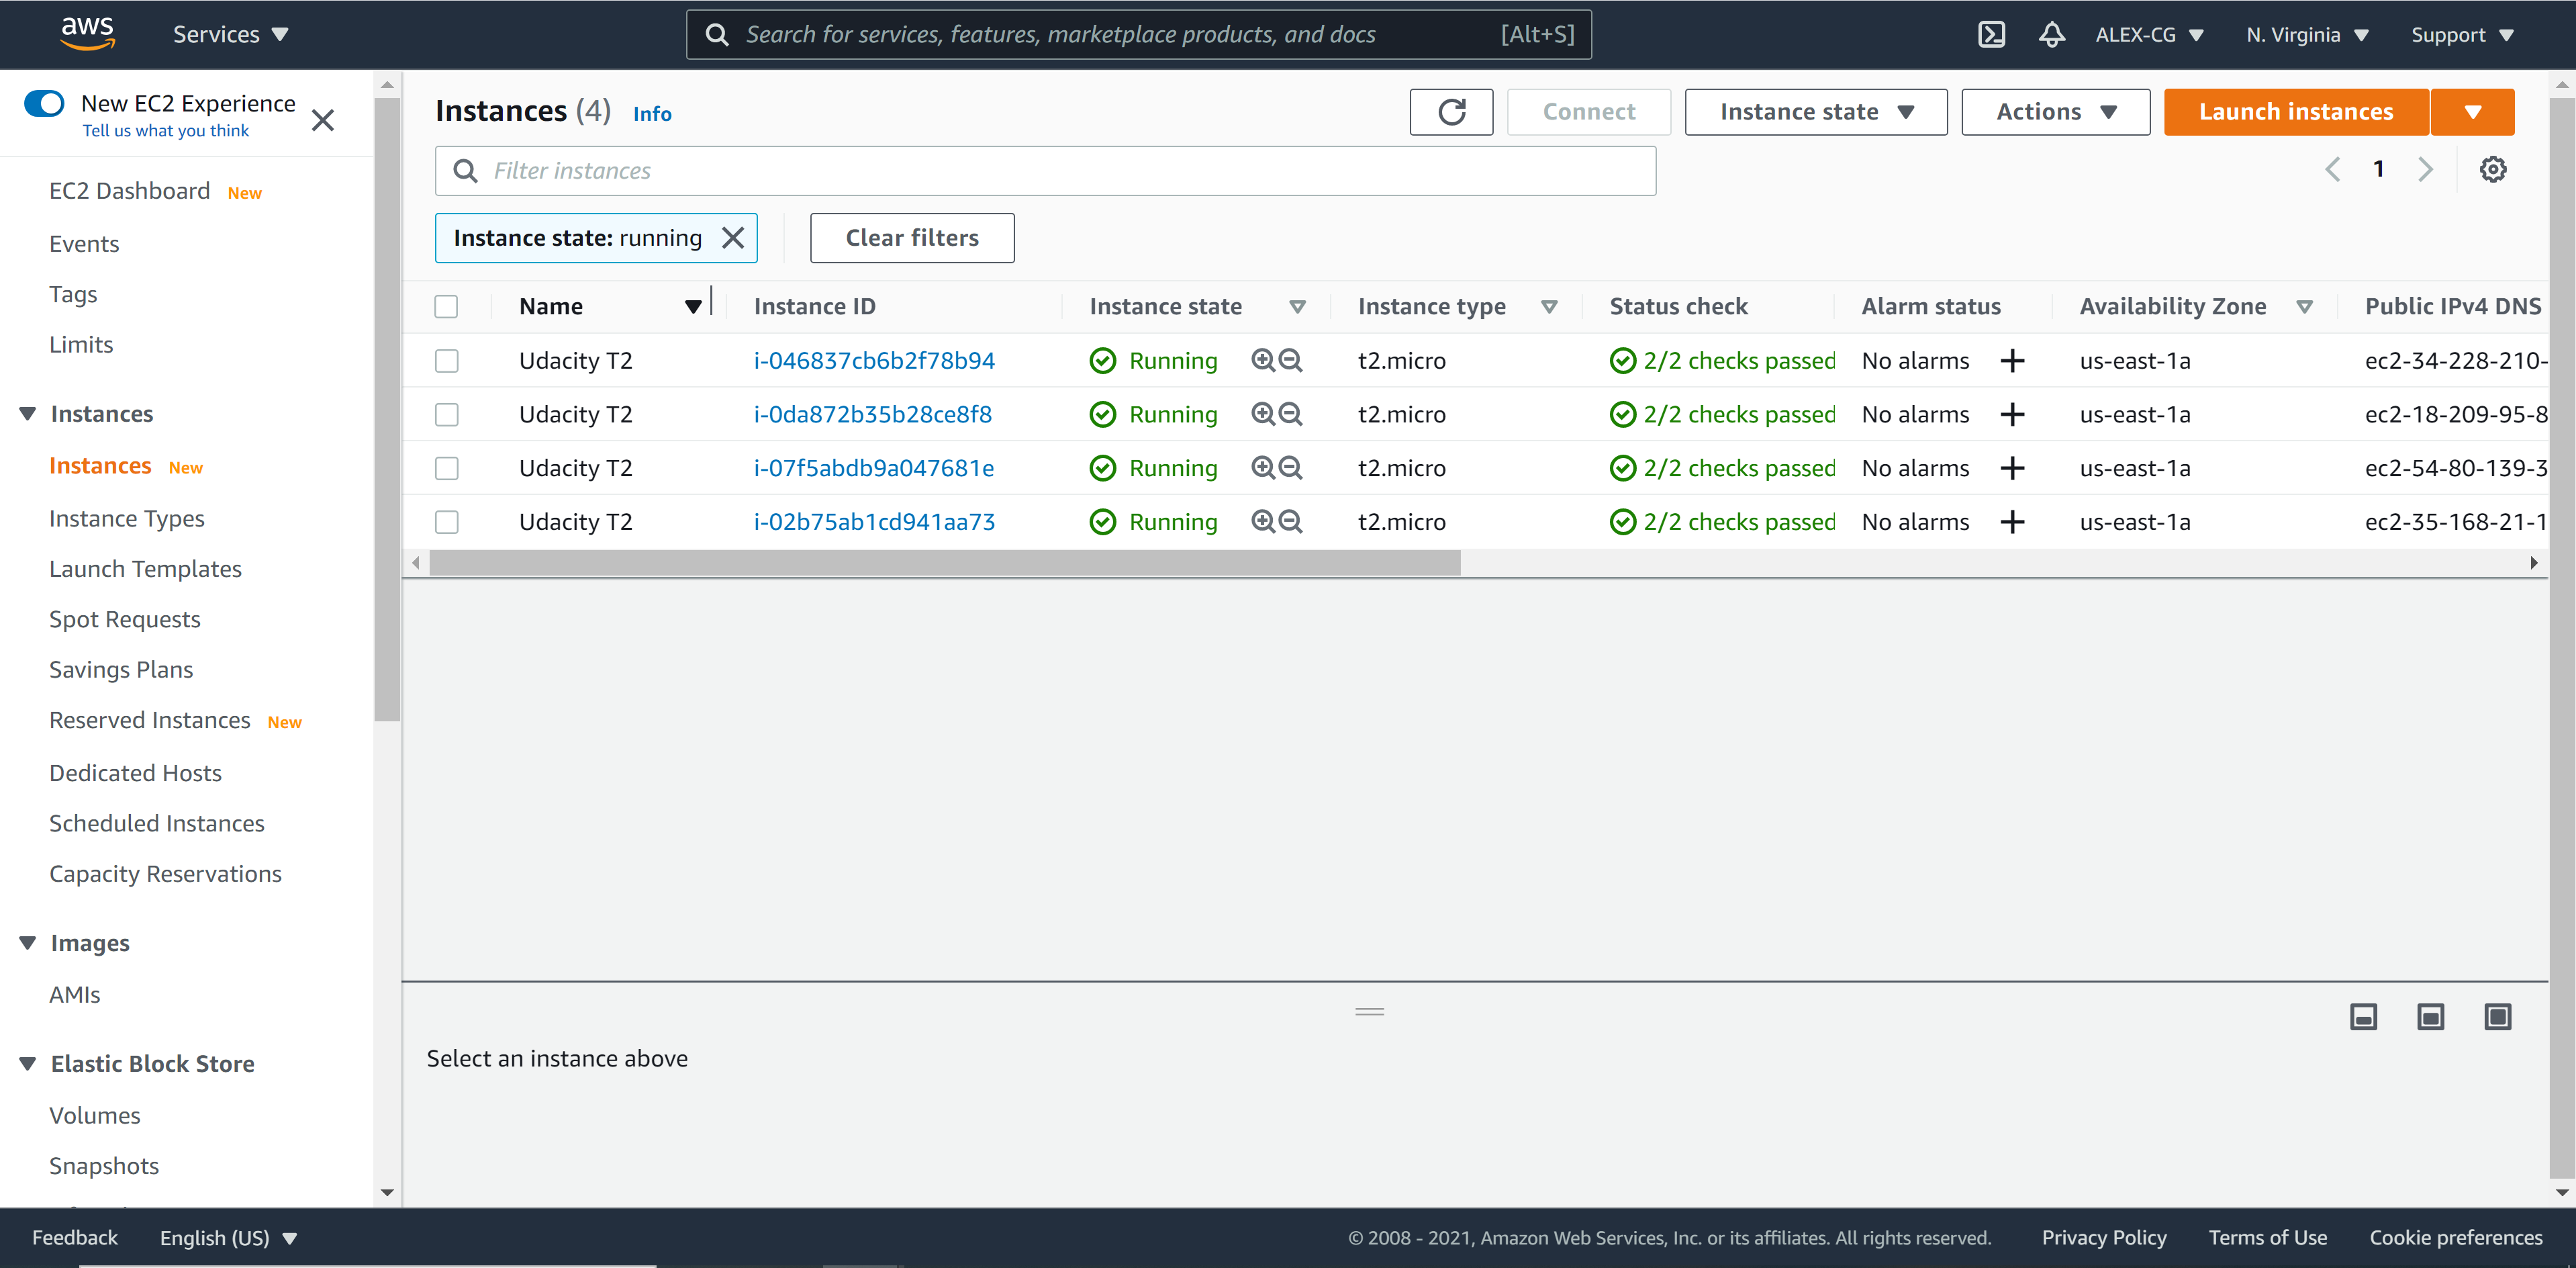 aws
Services
Search for services, features, marketplace products, and docs [Alt+S]
ALEX-CG
N. Virginia
Support
New EC2 Experience
Tell us what you think
EC2 Dashboard New
Events
Tags
Limits
Instances
Instances New
Instance Types
Launch Templates
Spot Requests
Savings Plans
Reserved Instances New
Dedicated Hosts
Scheduled Instances
Capacity Reservations
Images
AMIs
Elastic Block Store
Volumes
Snapshots
Instances (4) Info
Connect
Instance state
Actions
Launch instances
Filter instances
1
Instance state: running
Clear filters
Name Instance ID Instance state Instance type Status check Alarm status Availability Zone Public IPv4 DNS
Udacity T2 i-046837cb6b2f78b94 Running t2.micro 2/2 checks passed No alarms + us-east-1a ec2-34-228-210-
Udacity T2 i-0da872b35b28ce8f8 Running t2.micro 2/2 checks passed No alarms + us-east-1a ec2-18-209-95-8
Udacity T2 i-07f5abdb9a047681e Running t2.micro 2/2 checks passed No alarms + us-east-1a ec2-54-80-139-3
Udacity T2 i-02b75ab1cd941aa73 Running t2.micro 2/2 checks passed No alarms + us-east-1a ec2-35-168-21-1
Select an instance above
Feedback
English (US)
© 2008 - 2021, Amazon Web Services, Inc. or its affiliates. All rights reserved.
Privacy Policy
Terms of Use
Cookie preferences